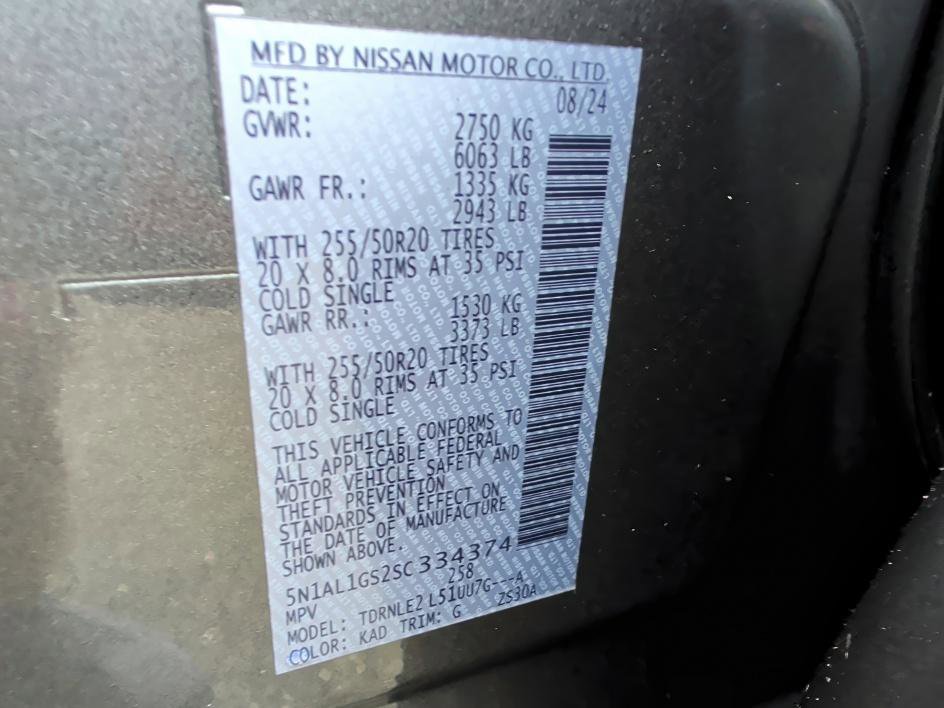 MFD BY NISSAN MOTOR CO., LTD.
DATE: 08/24
GVWR: 2750 KG
6063 LB
GAWR FR.: 1335 KG
2943 LB
WITH 255/50R20 TIRES
20 X 8.0 RIMS AT 35 PSI
COLD SINGLE
GAWR RR.: 1530 KG
3373 LB
WITH 255/50R20 TIRES
20 X 8.0 RIMS AT 35 PSI
COLD SINGLE
THIS VEHICLE CONFORMS TO
ALL APPLICABLE FEDERAL
MOTOR VEHICLE SAFETY AND
THEFT PREVENTION
STANDARDS IN EFFECT ON
THE DATE OF MANUFACTURE
SHOWN ABOVE.
5N1AL1GS2SC334374
MPV 258
MODEL: TDRNLE2 L51UU7G---A
COLOR: KAD TRIM: G ZS30A